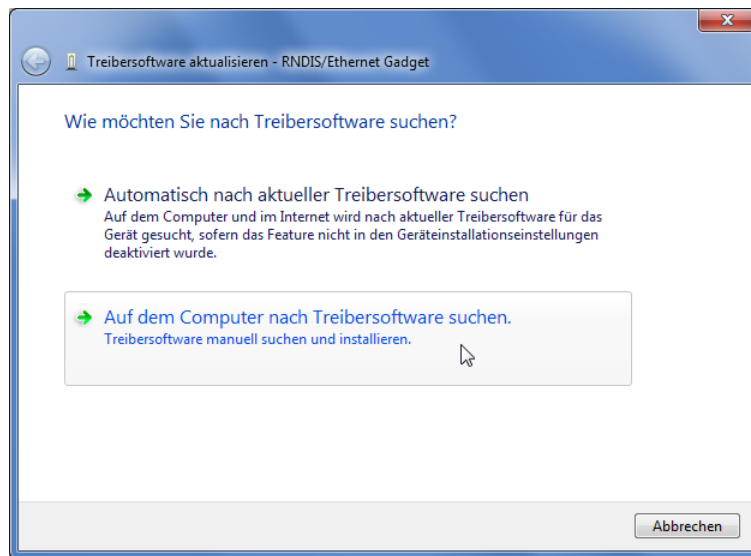 Treibersoftware aktualisieren - RNDIS/Ethernet Gadget
Wie möchten Sie nach Treibersoftware suchen?
Automatisch nach aktueller Treibersoftware suchen
Auf dem Computer und im Internet wird nach aktueller Treibersoftware für das
Gerät gesucht, sofern das Feature nicht in den Geräteinstallationseinstellungen
deaktiviert wurde.
Auf dem Computer nach Treibersoftware suchen.
Treibersoftware manuell suchen und installieren.
Abbrechen